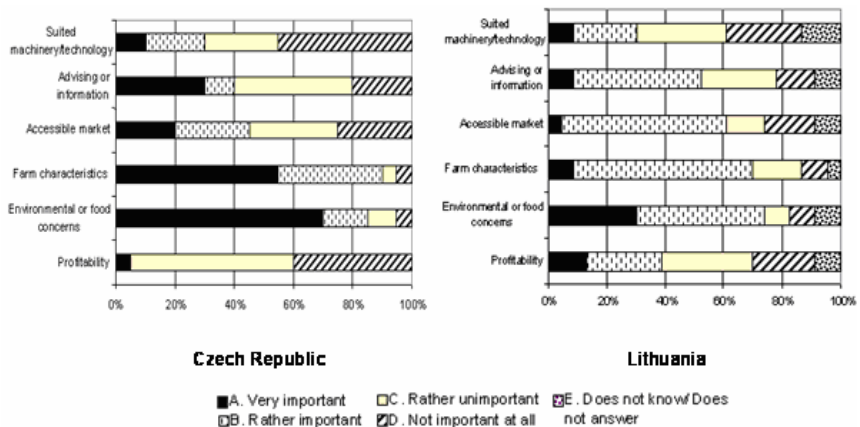 Suited
machinery/technology
Advising or
information
Accessible market
Farm characteristics
Environmental or food
concerns
Profitability
0% 20% 40% 60% 80% 100%
Czech Republic
Suited
machinery/technology
Advising or
information
Accessible market
Farm characteristics
Environmental or food
concerns
Profitability
0% 20% 40% 60% 80% 100%
Lithuania
A. Very important
B. Rather important
C. Rather unimportant
D. Not important at all
E. Does not know/Does
not answer